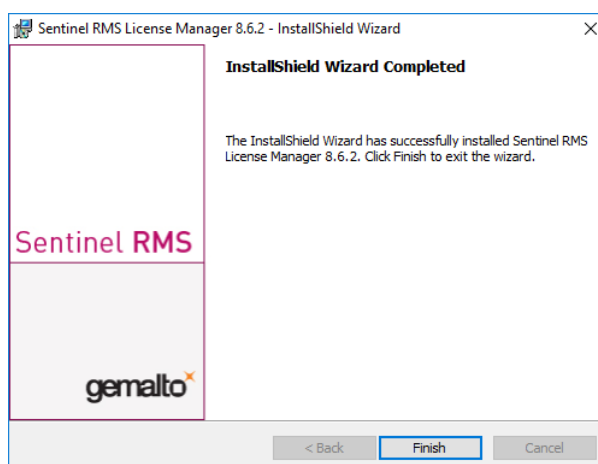 Sentinel RMS License Manager 8.6.2 - InstallShield Wizard
InstallShield Wizard Completed
The InstallShield Wizard has successfully installed Sentinel RMS
License Manager 8.6.2. Click Finish to exit the wizard.
Sentinel RMS
gemalto
< Back
Finish
Cancel